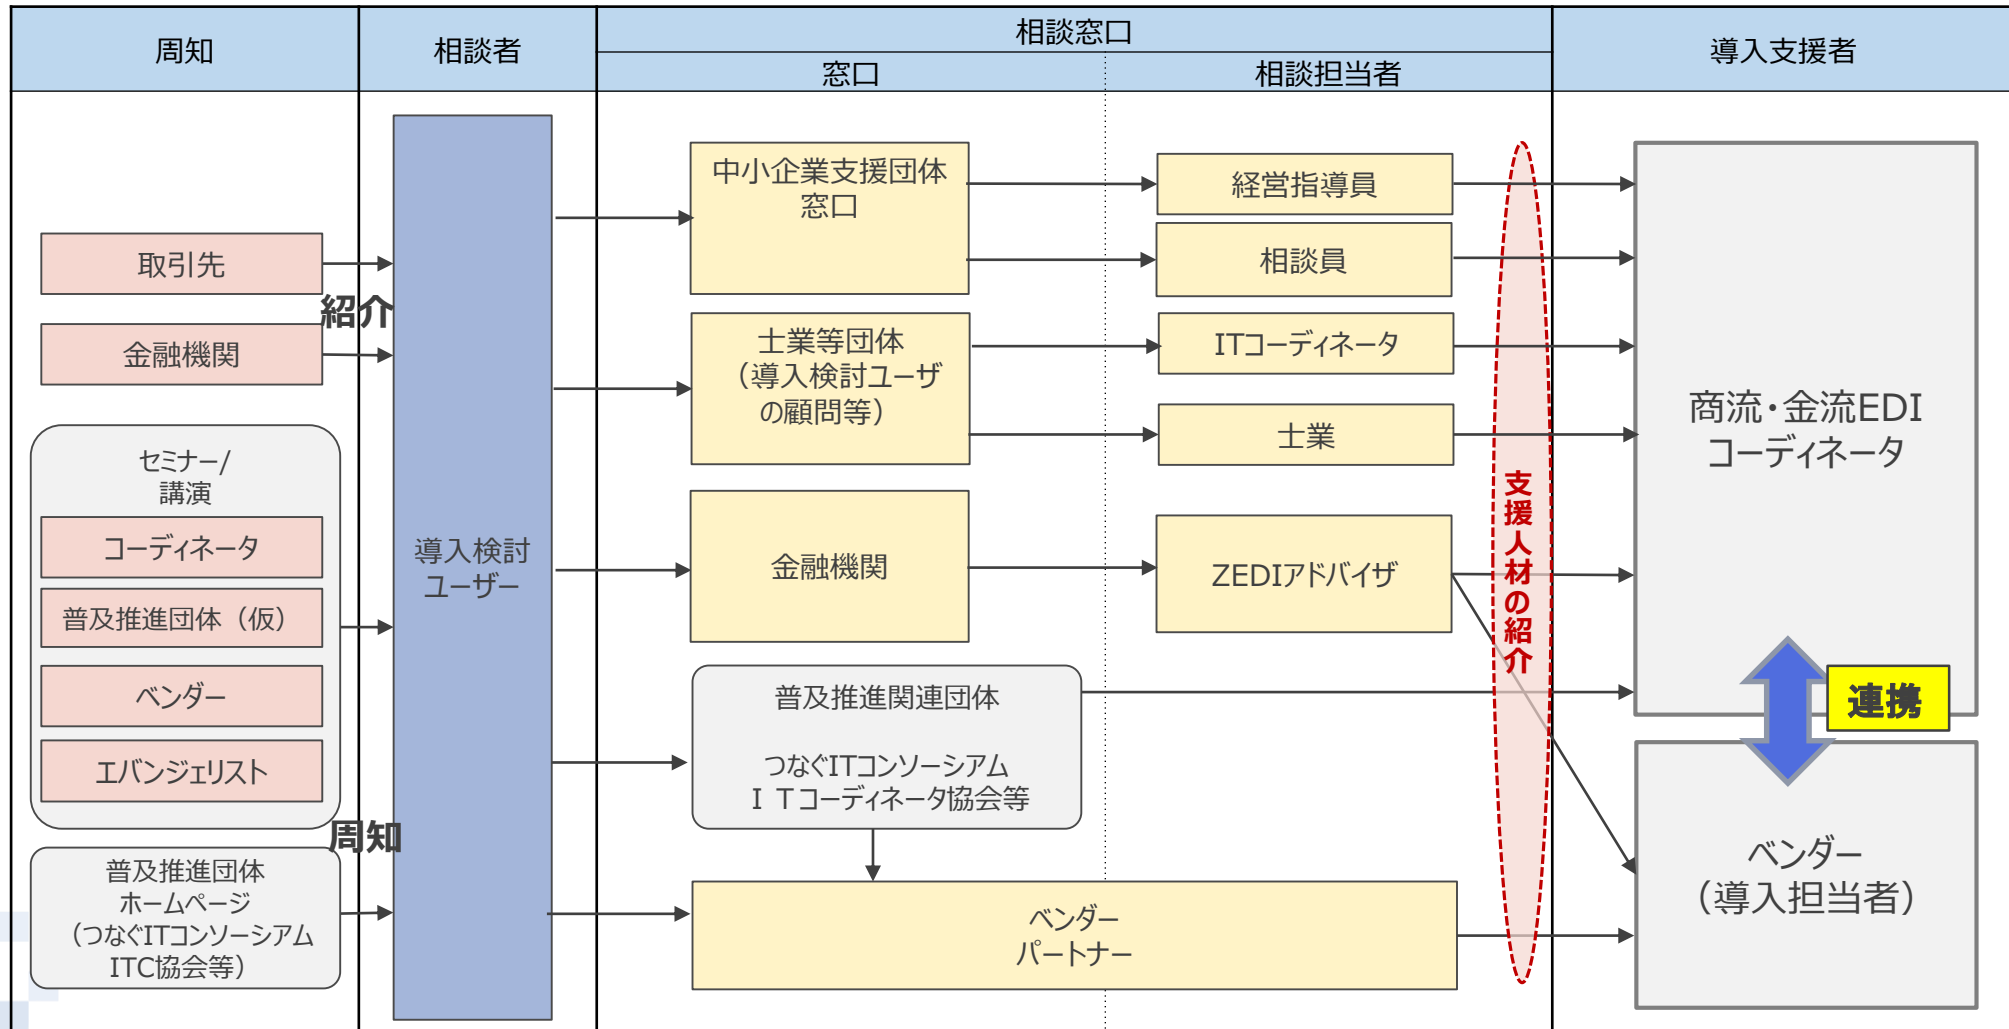 周知
相談者
相談窓口
窓口
相談担当者
導入支援者
取引先
紹介
金融機関
セミナー/
講演
コーディネータ
普及推進団体（仮）
ベンダー
エバンジェリスト
周知
普及推進団体
ホームページ
（つなぐITコンソーシアム
ITC協会等）
導入検討
ユーザー
中小企業支援団体
窓口
士業等団体
（導入検討ユーザ
の顧問等）
金融機関
普及推進関連団体
つなぐITコンソーシアム
ＩＴコーディネータ協会等
ベンダー
パートナー
経営指導員
相談員
ITコーディネータ
士業
ZEDIアドバイザ
支援人材の紹介
商流・金流EDI
コーディネータ
連携
ベンダー
（導入担当者）